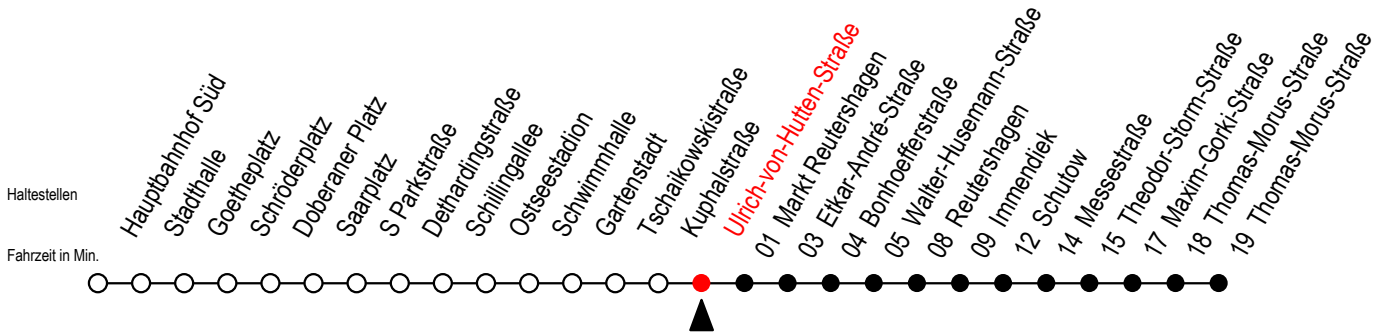 Haltestellen
Fahrzeit in Min.
Hauptbahnhof Süd
Stadthalle
Goetheplatz
Schröderplatz
Doberaner Platz
Saarplatz
S Parkstraße
Dethardingstraße
Schillingallee
Ostseestadion
Schwimmhalle
Gartenstadt
Tschaikowskistraße
Kuphalstraße
Ulrich-von-Hutten-Straße
01 Markt Reutershagen
03 Etkar-André-Straße
04 Bonhoefferstraße
05 Walter-Husemann-Straße
08 Reutershagen
09 Immendiek
12 Schutow
14 Messestraße
15 Theodor-Storm-Straße
17 Maxim-Gorki-Straße
18 Thomas-Morus-Straße
19 Thomas-Morus-Straße